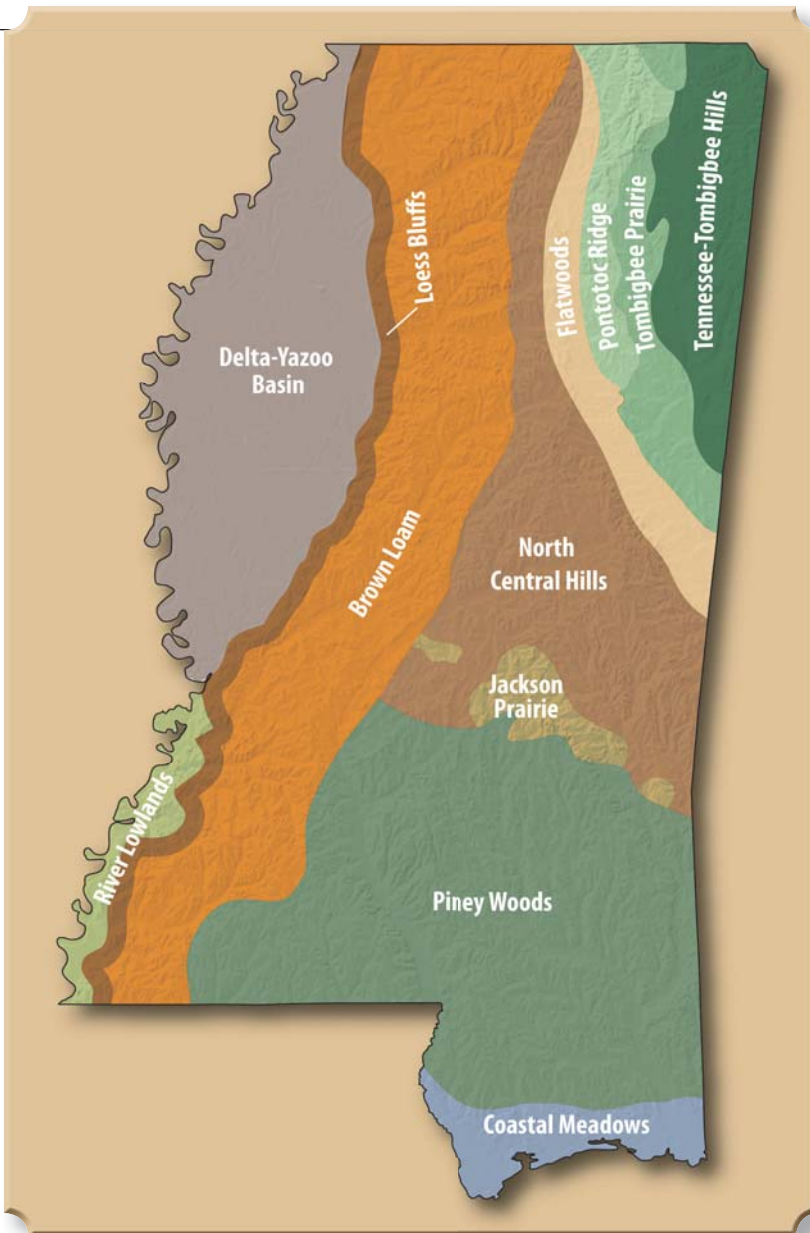 Tennessee-Tombigbee Hills
Tombigbee Prairie
Pontotoc Ridge
Flatwoods
Loess Bluffs
Delta-Yazoo
Basin
Brown Loam
North
Central Hills
Jackson
Prairie
River Lowlands
Piney Woods
Coastal Meadows